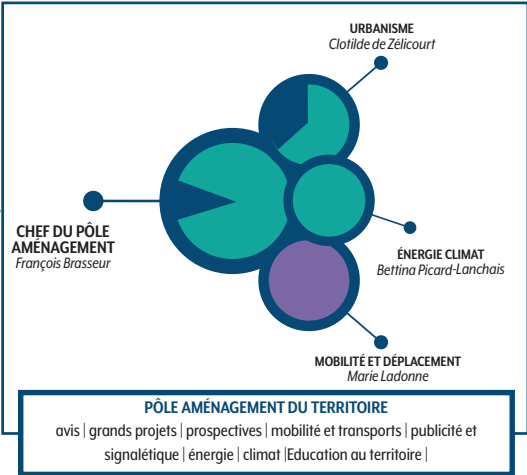 URBANISME
Clotilde de Zélicourt
CHEF DU PÔLE
AMÉNAGEMENT
François Brasseur
ÉNERGIE CLIMAT
Bettina Picard-Lanchais
MOBILITÉ ET DÉPLACEMENT
Marie Ladonne
PÔLE AMÉNAGEMENT DU TERRITOIRE
avis | grands projets | prospectives | mobilité et transports | publicité et
signalétique | énergie | climat |Education au territoire |